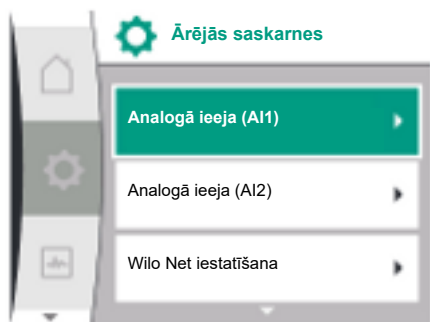 Ārējās saskarnes
Analogā ieeja (AI1)
Analogā ieeja (AI2)
Wilo Net iestatīšana